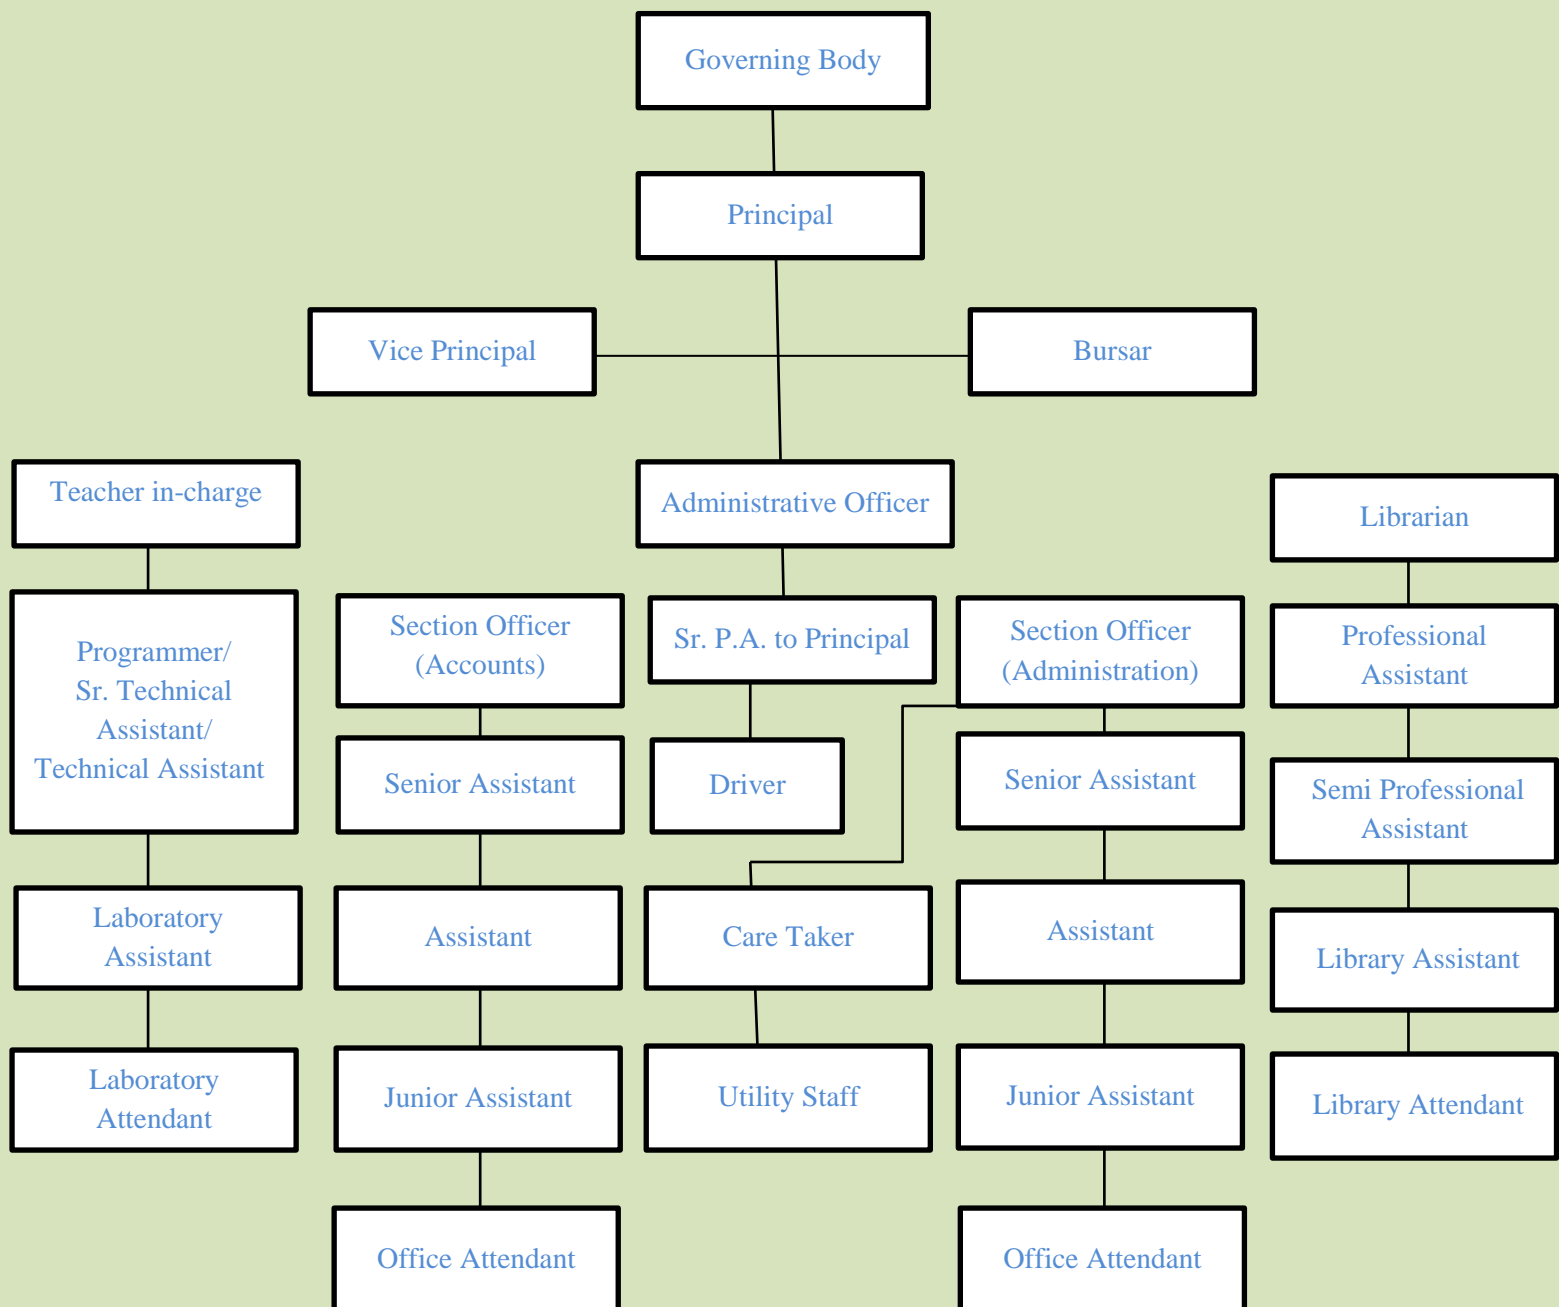 Governing Body
Principal
Vice Principal
Bursar
Teacher in-charge
Administrative Officer
Librarian
Programmer/
Sr. Technical
Assistant/
Technical Assistant
Section Officer
(Accounts)
Sr. P.A. to Principal
Section Officer
(Administration)
Professional
Assistant
Senior Assistant
Driver
Senior Assistant
Semi Professional
Assistant
Laboratory
Assistant
Assistant
Care Taker
Assistant
Library Assistant
Laboratory
Attendant
Junior Assistant
Utility Staff
Junior Assistant
Library Attendant
Office Attendant
Office Attendant